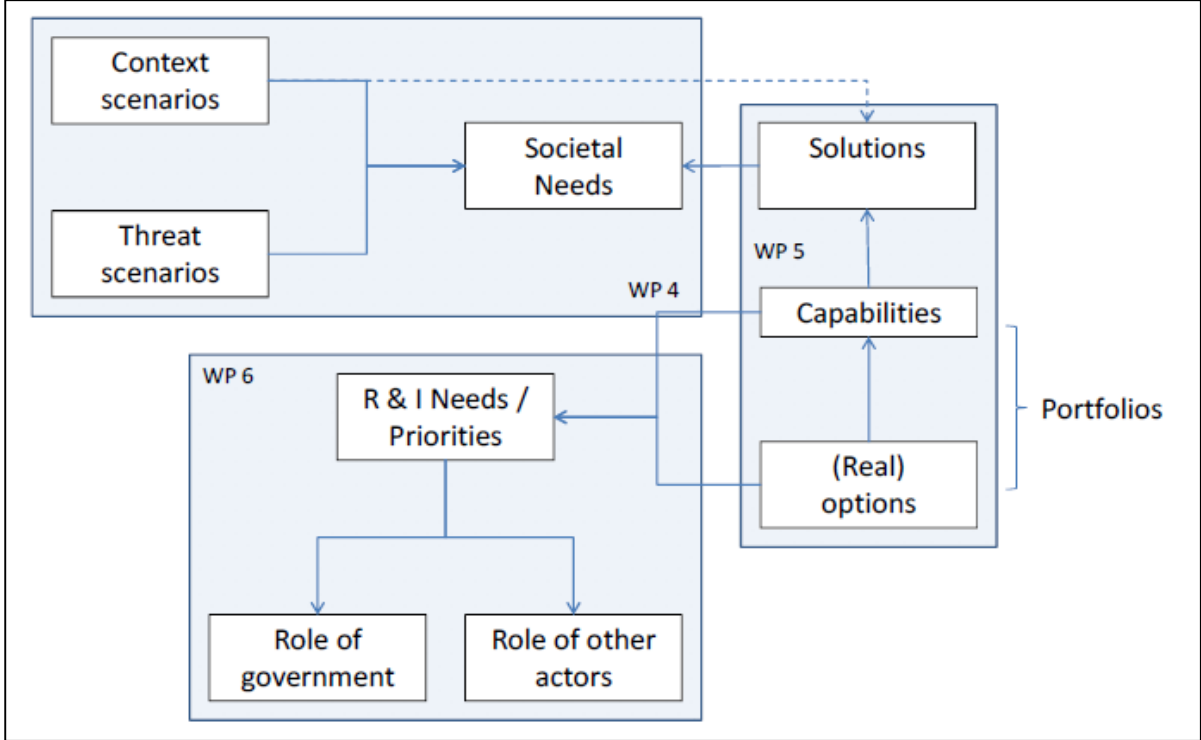 Context
scenarios
Societal
Needs
Solutions
Threat
scenarios
WP 5
WP 4
Capabilities
WP 6
R & I Needs /
Priorities
Portfolios
(Real)
options
Role of
government
Role of other
actors